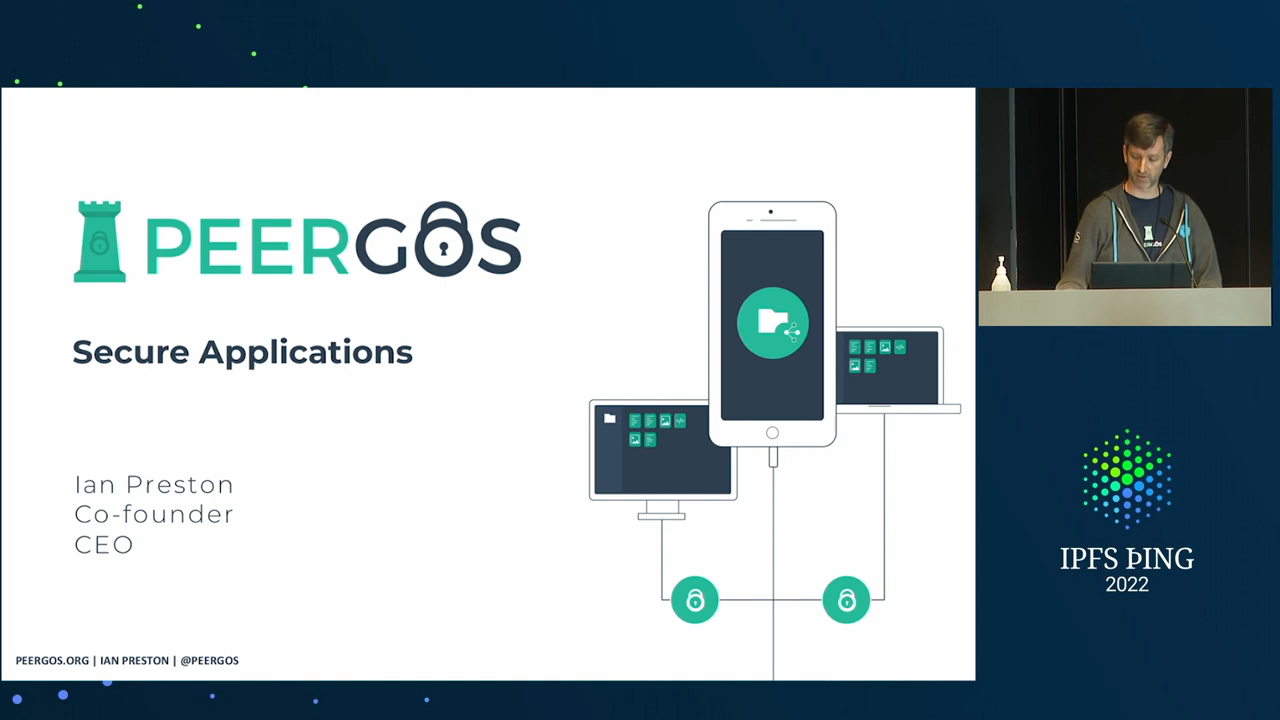 PEERGOS
Secure Applications
Ian Preston
Co-founder
CEO
PEERGOS.ORG | IAN PRESTON | @PEERGOS
IPFS ÞING
2022